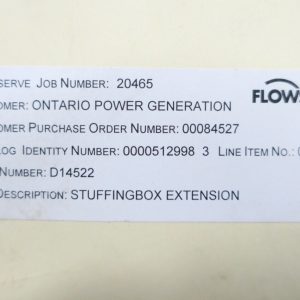 SERVE JOB NUMBER: 20465
OMER: ONTARIO POWER GENERATION
OMER PURCHASE ORDER NUMBER: 00084527
LOG IDENTITY NUMBER: 0000512998 3 LINE ITEM NO.:
NUMBER: D14522
DESCRIPTION: STUFFINGBOX EXTENSION
FLOWS